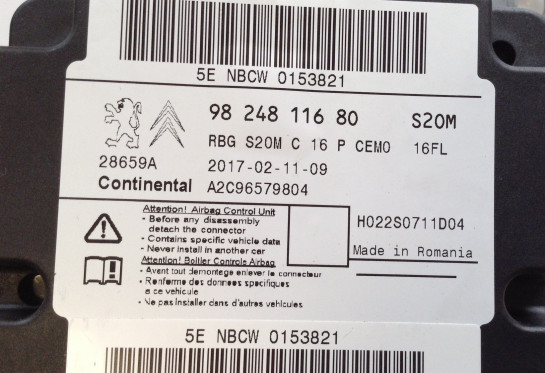 5E NBCW 0153821
98 248 116 80 S20M
RBG S20M C 16 P CEMO 16FL
28659A 2017-02-11-09
Continental A2C96579804
Attention! Airbag Control Unit
- Before any disassembly
detach the connector
- Contains specific vehicle data
- Never install in another car
H022S0711D04
Made in Romania
Attention! Boîtier Controle Airbag
- Avant tout demontage enlever le connecteur
- Renferme des donnees specifiques
a ce vehicule
- Ne pas installer dans d'autres vehicules
5E NBCW 0153821